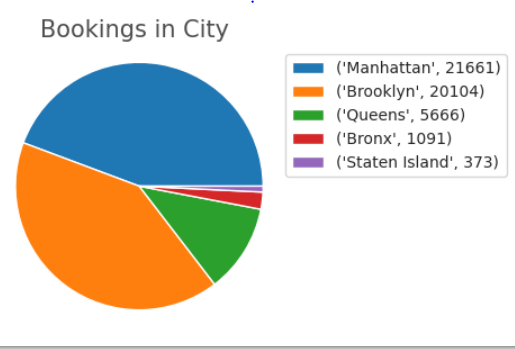 Bookings in City
('Manhattan', 21661)
('Brooklyn', 20104)
('Queens', 5666)
('Bronx', 1091)
('Staten Island', 373)